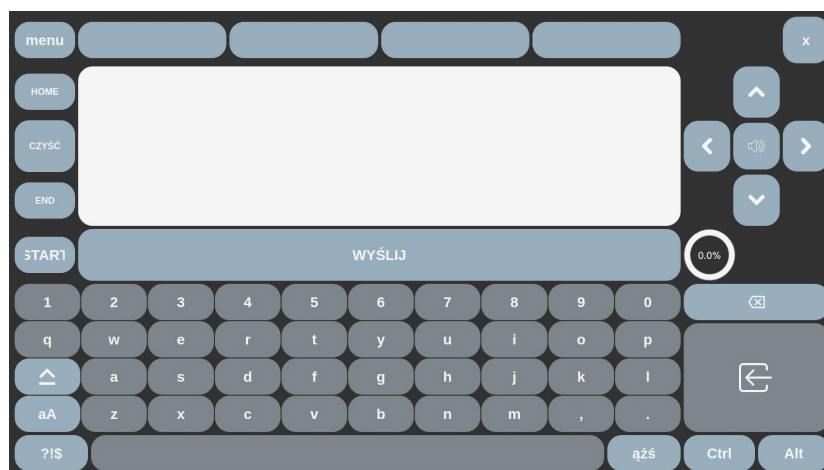 menu x
HOME
CZYŚĆ
END
START WYŚLIJ 0.0%
1 2 3 4 5 6 7 8 9 0
q w e r t y u i o p
a s d f g h j k l
aA z x c v b n m , .
?!$ ąźś Ctrl Alt